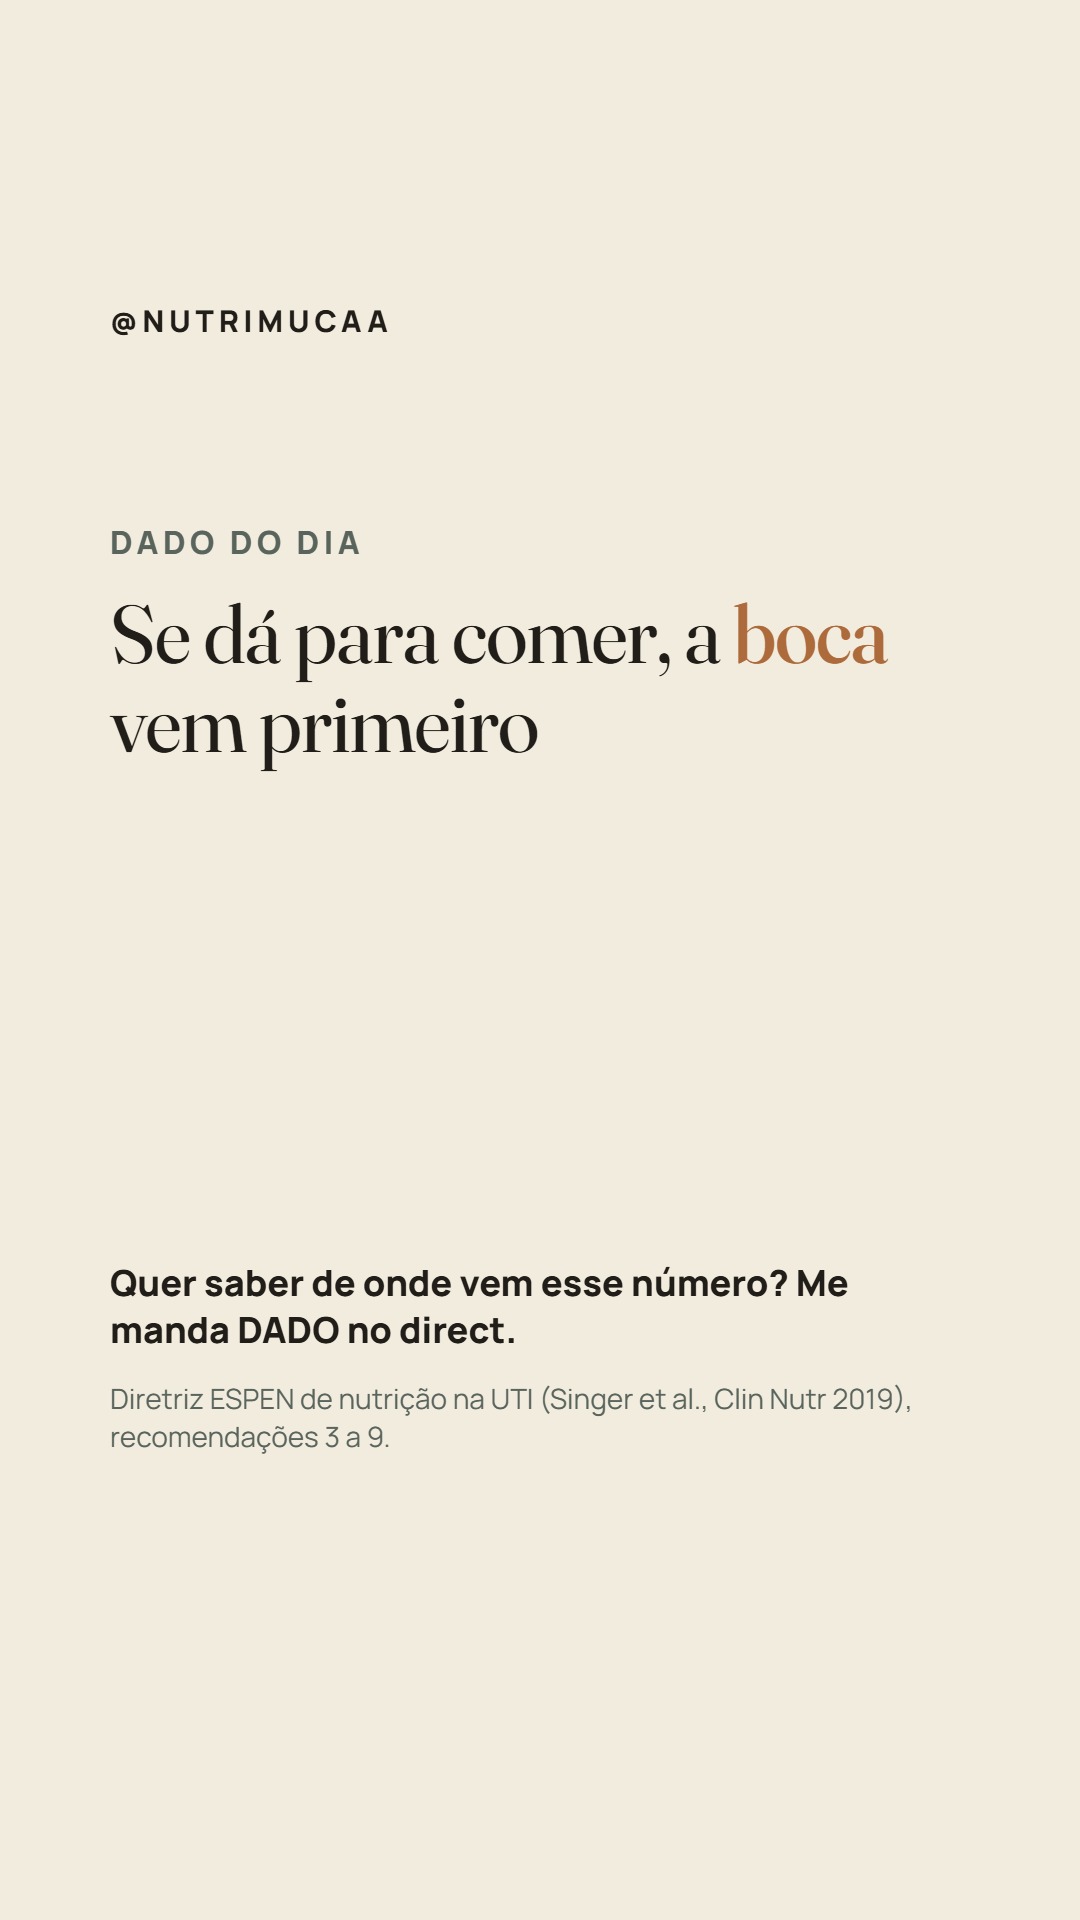 @NUTRIMUCAA
DADO DO DIA
Se dá para comer, a boca
vem primeiro
Quer saber de onde vem esse número? Me
manda DADO no direct.
Diretriz ESPEN de nutrição na UTI (Singer et al., Clin Nutr 2019),
recomendações 3 a 9.